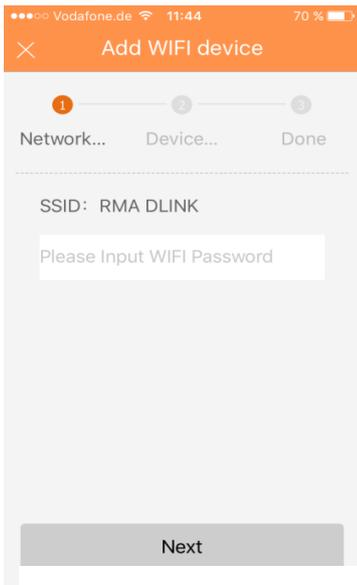 ●●●○○ Vodafone.de 11:44 70 %
Add WIFI device
1 2 3
Network... Device... Done
SSID: RMA DLINK
Please Input WIFI Password
Next